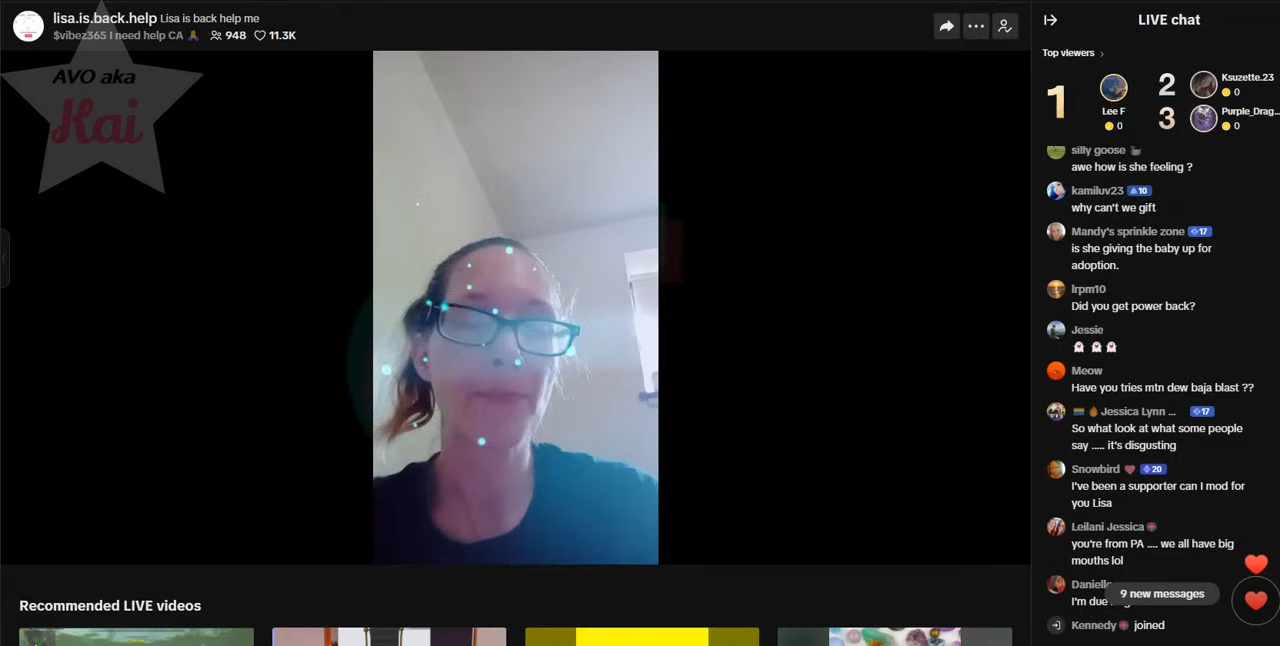 lisa.is.back.help Lisa is back help me
$vibez365 I need help CA 948 11.3K
AVO aka
Kai
LIVE chat
Top viewers
1
Lee F
0
2
Ksuzette.23
0
3
Purple_Drag...
0
silly goose
awe how is she feeling ?
kamiluv23 10
why can't we gift
Mandy's sprinkle zone 17
is she giving the baby up for
adoption.
lrpm10
Did you get power back?
Jessie
Meow
Have you tries mtn dew baja blast ??
Jessica Lynn ... 17
So what look at what some people
say ..... it's disgusting
Snowbird 20
I've been a supporter can I mod for
you Lisa
Leilani Jessica
you're from PA .... we all have big
mouths lol
Danielle
I'm due
9 new messages
Kennedy joined
Recommended LIVE videos